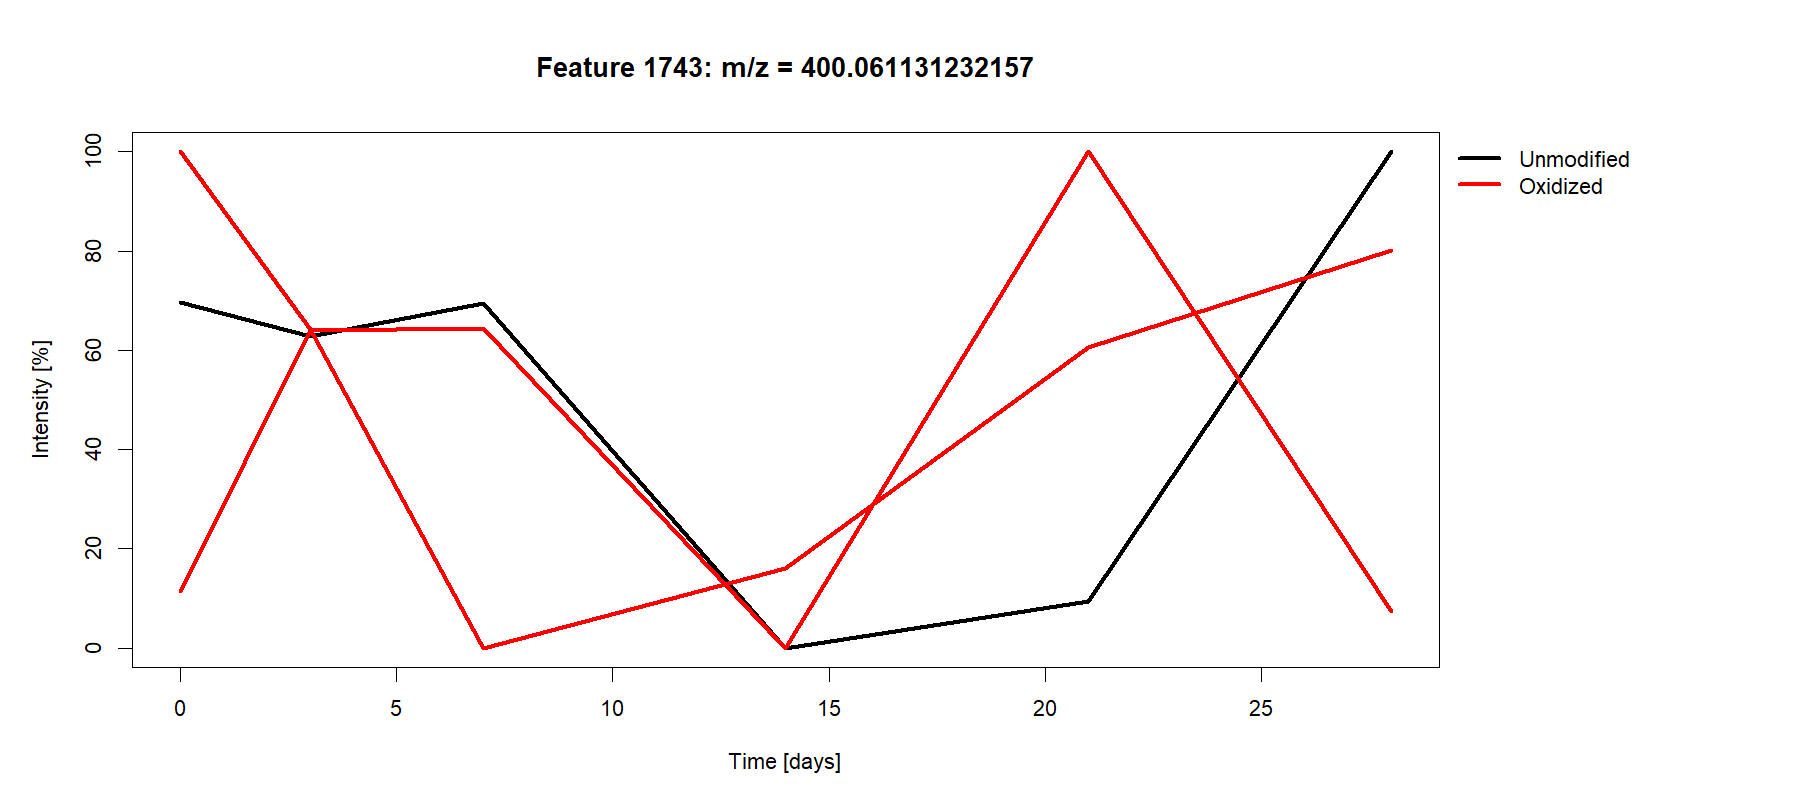 Feature 1743: m/z = 400.061131232157
Unmodified
Oxidized
Intensity [%]
100
80
60
40
20
0
0 5 10 15 20 25
Time [days]